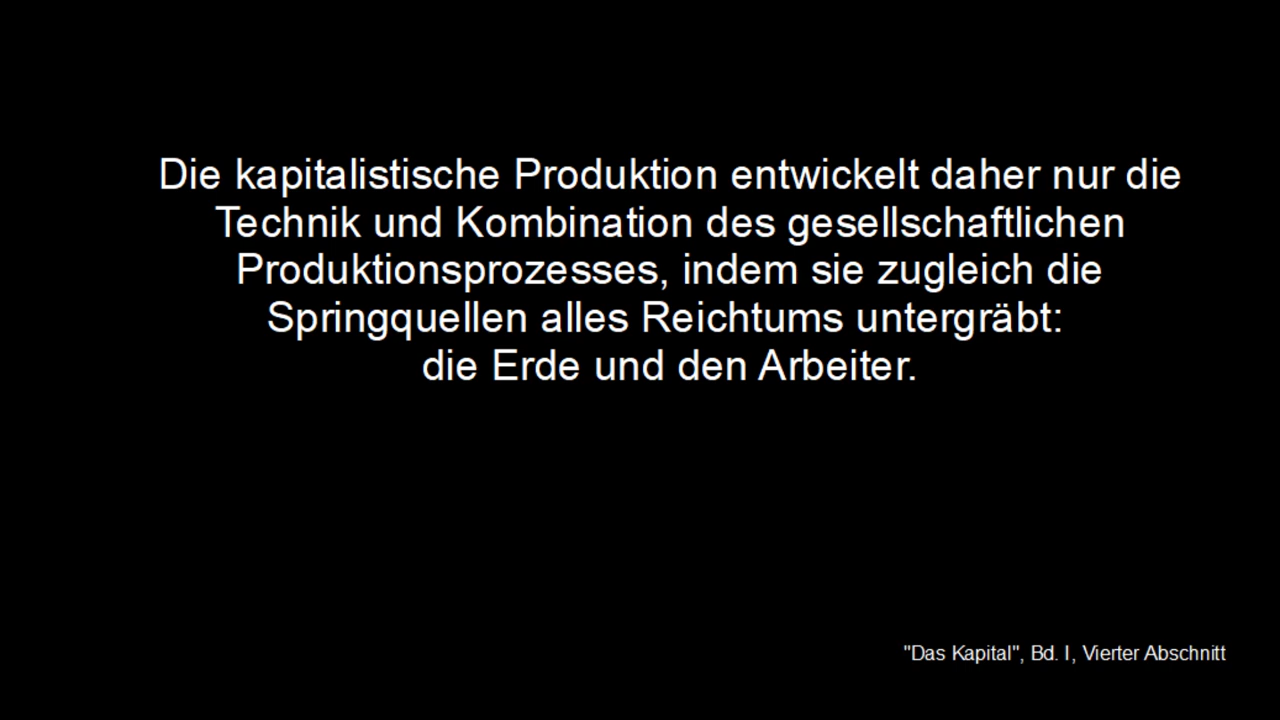 Die kapitalistische Produktion entwickelt daher nur die
Technik und Kombination des gesellschaftlichen
Produktionsprozesses, indem sie zugleich die
Springquellen alles Reichtums untergräbt:
die Erde und den Arbeiter.
"Das Kapital", Bd. I, Vierter Abschnitt